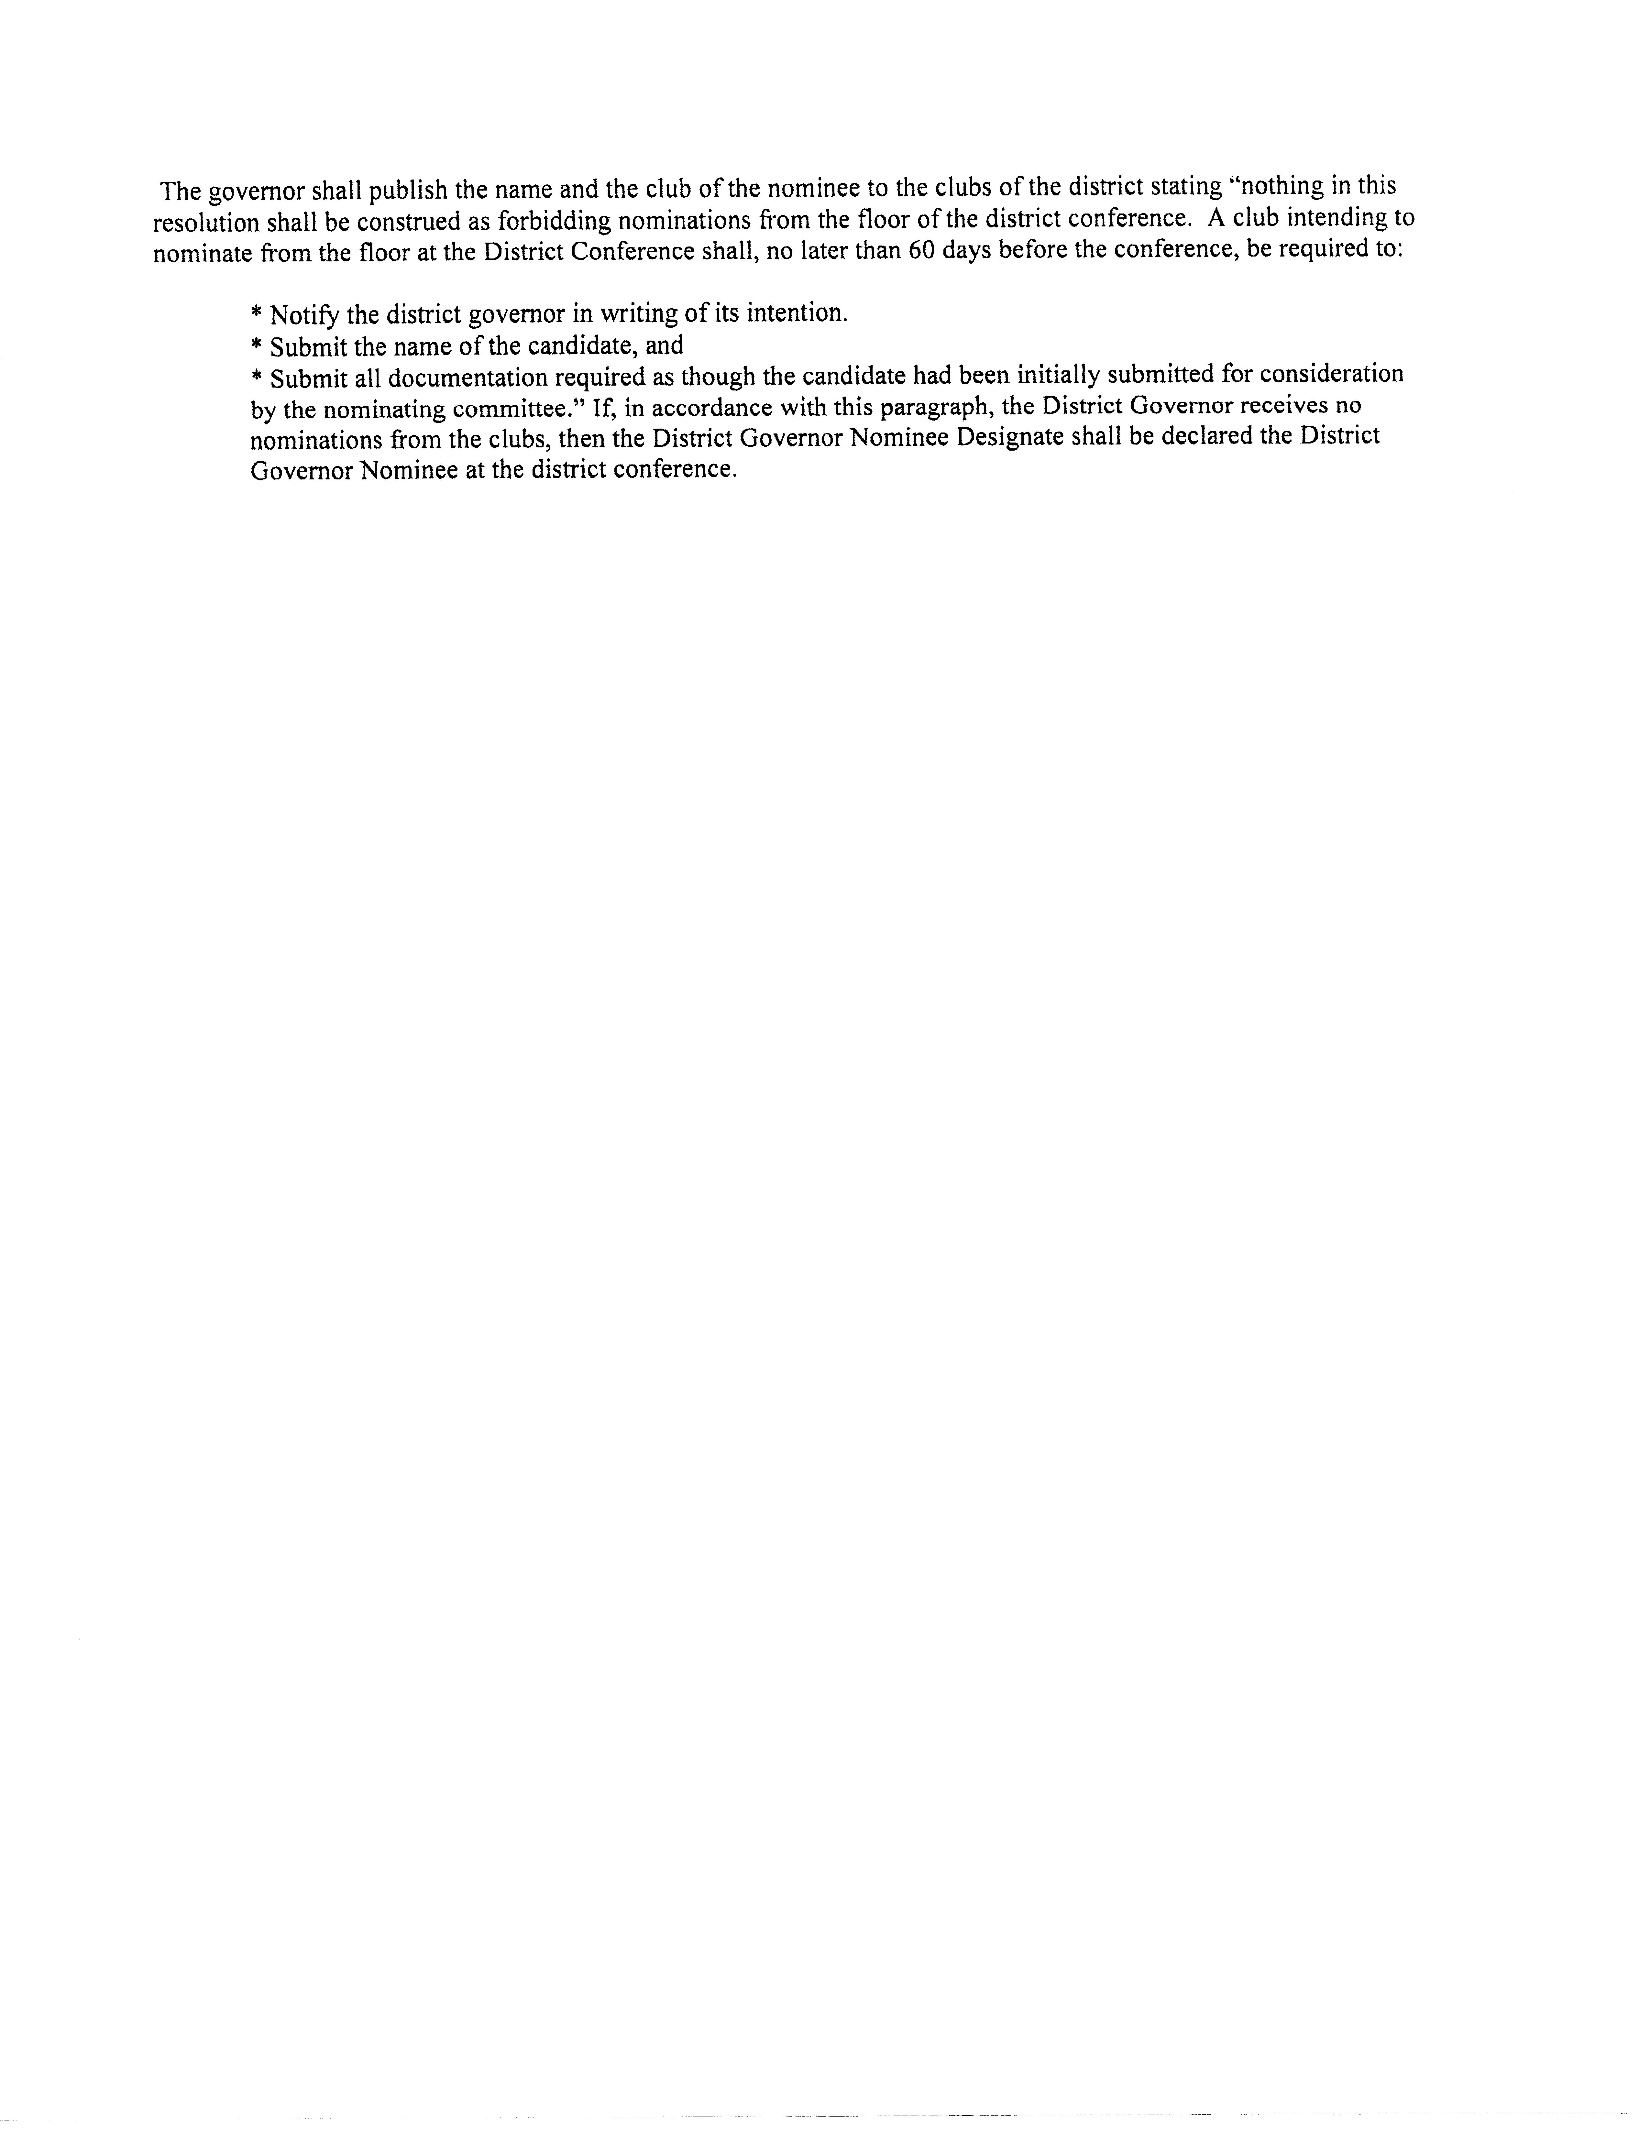 The governor shall publish the name and the club of the nominee to the clubs of the district stating “nothing in this
resolution shall be construed as forbidding nominations from the floor of the district conference.  A club intending to
nominate from the floor at the District Conference shall, no later than 60 days before the conference, be required to:
* Notify the district governor in writing of its intention.
* Submit the name of the candidate, and
* Submit all documentation required as though the candidate had been initially submitted for consideration
by the nominating committee.” If, in accordance with this paragraph, the District Governor receives no
nominations from the clubs, then the District Governor Nominee Designate shall be declared the District
Governor Nominee at the district conference.